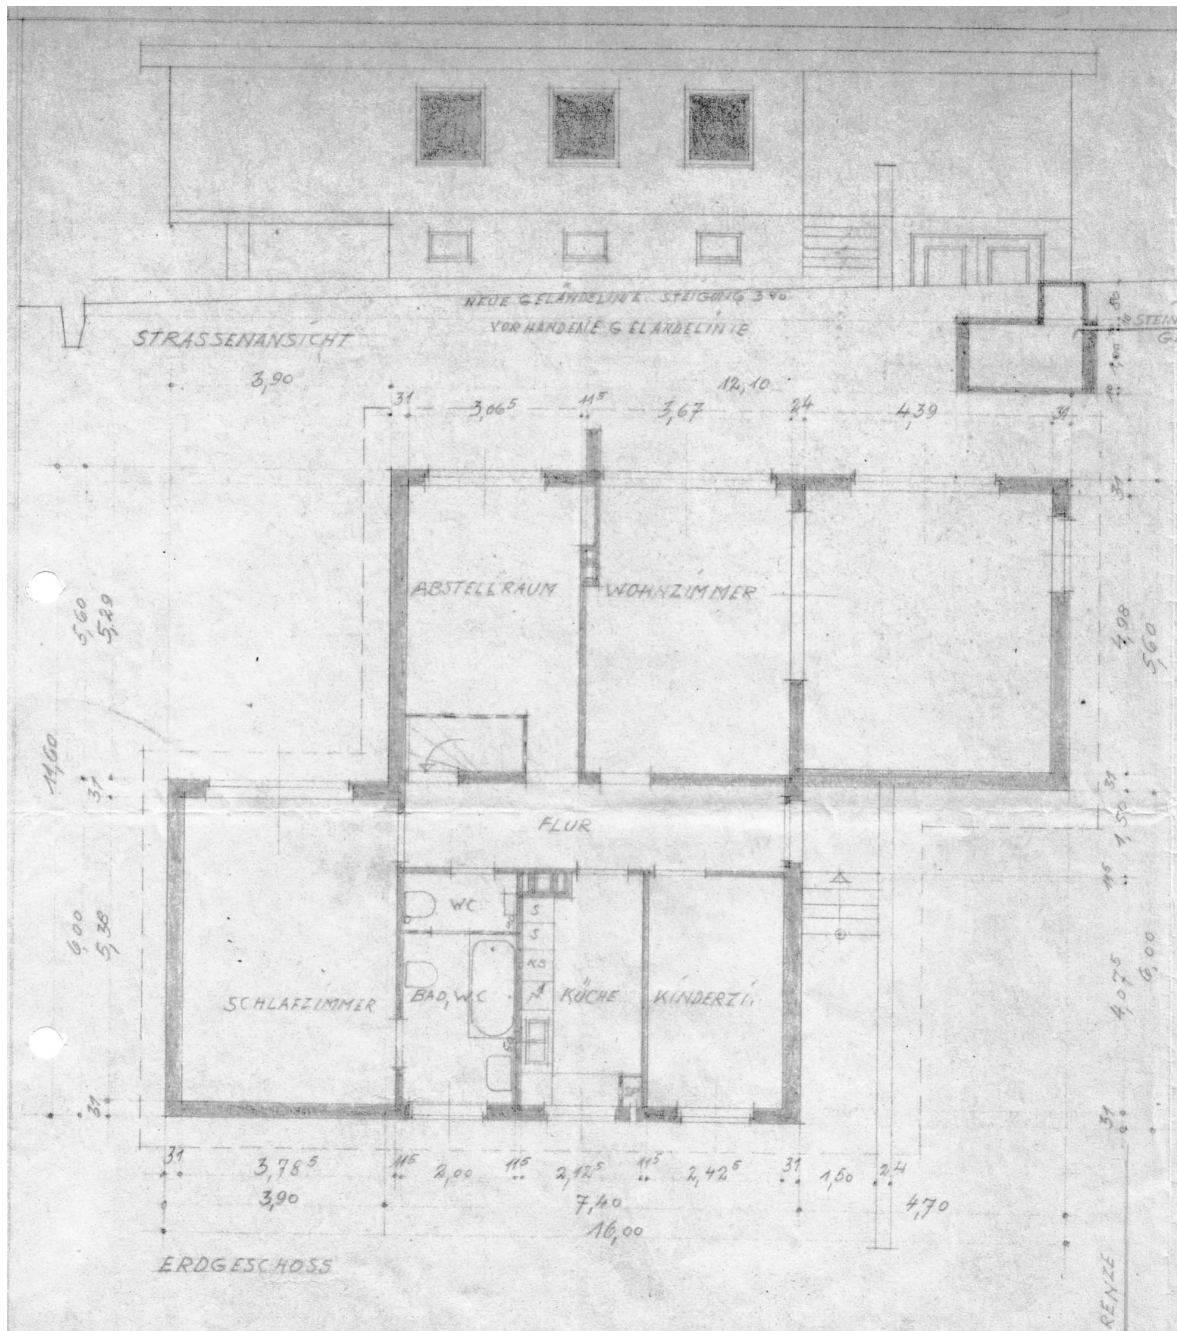 NEUE GELÄNDELINIE STEIGUNG 3%
VORHANDENE GELÄNDELINIE
STRASSENANSICHT
STEIN
3,90
12,10
31 3,06⁵ 11⁵ 3,67 24 4,39 31
ABSTELLRAUM
WOHNZIMMER
31
5,60
5,29
4,98
5,60
11,60
31
31
1,50
11⁵
FLUR
WC
S
S
KS
6,00
5,38
SCHLAFZIMMER
BAD, WC
KÜCHE
KINDERZI.
4,07⁵
6,00
31
31
31 3,78⁵ 11⁵ 2,00 11⁵ 2,12⁵ 11⁵ 2,42⁵ 31 1,50 24
3,90 7,40 4,70
16,00
ERDGESCHOSS
RENZE